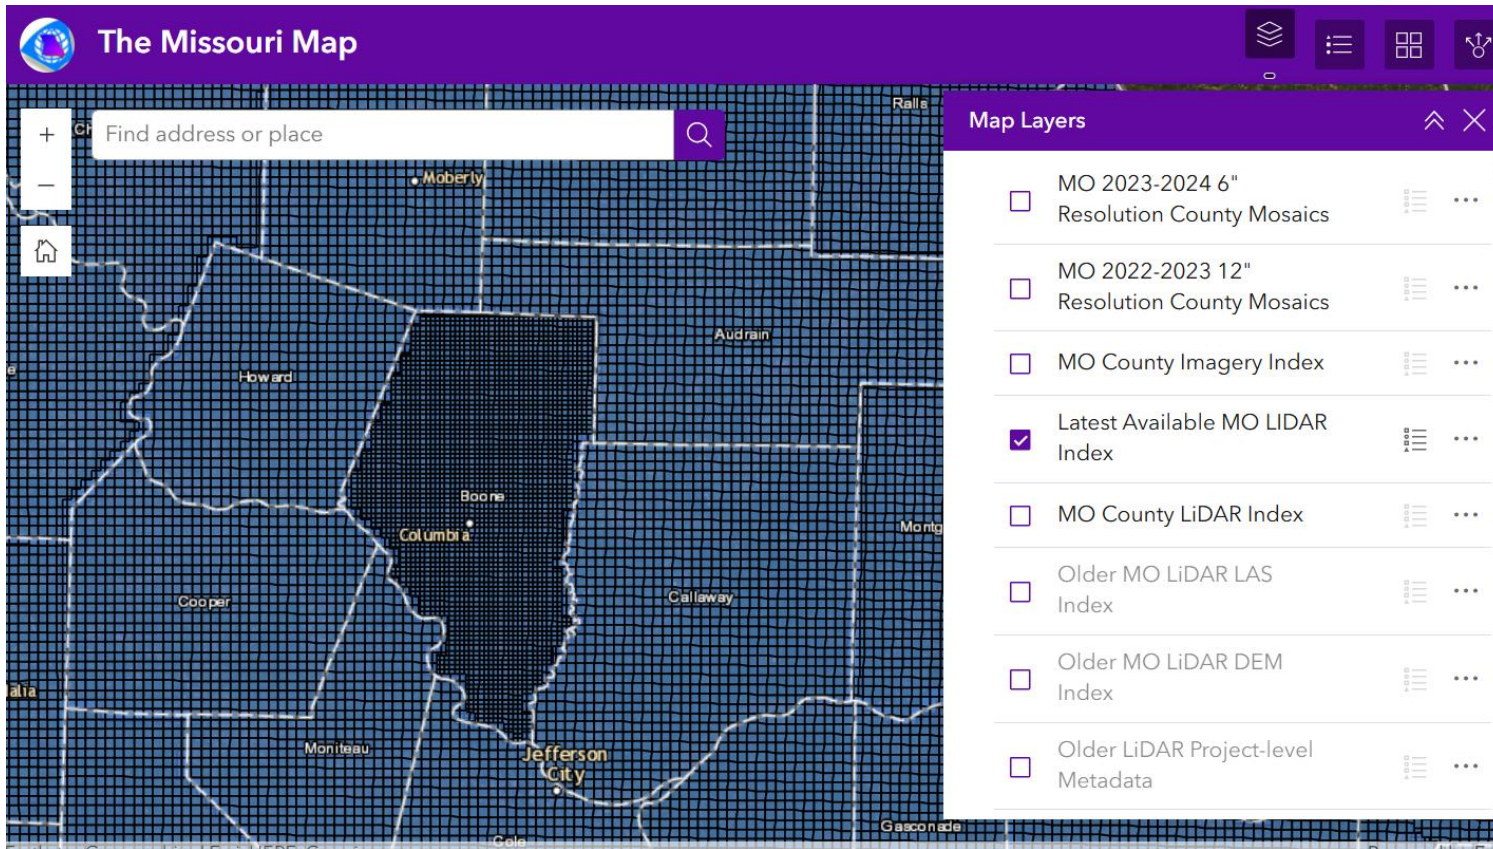 The Missouri Map
Find address or place
Ralls
Moberly
Audrain
Howard
Boone
Columbia
Montg
Cooper
Callaway
alia
Moniteau
Jefferson
City
Gasconade
Cole
Map Layers
MO 2023-2024 6"
Resolution County Mosaics
MO 2022-2023 12"
Resolution County Mosaics
MO County Imagery Index
Latest Available MO LIDAR
Index
MO County LiDAR Index
Older MO LiDAR LAS
Index
Older MO LiDAR DEM
Index
Older LiDAR Project-level
Metadata